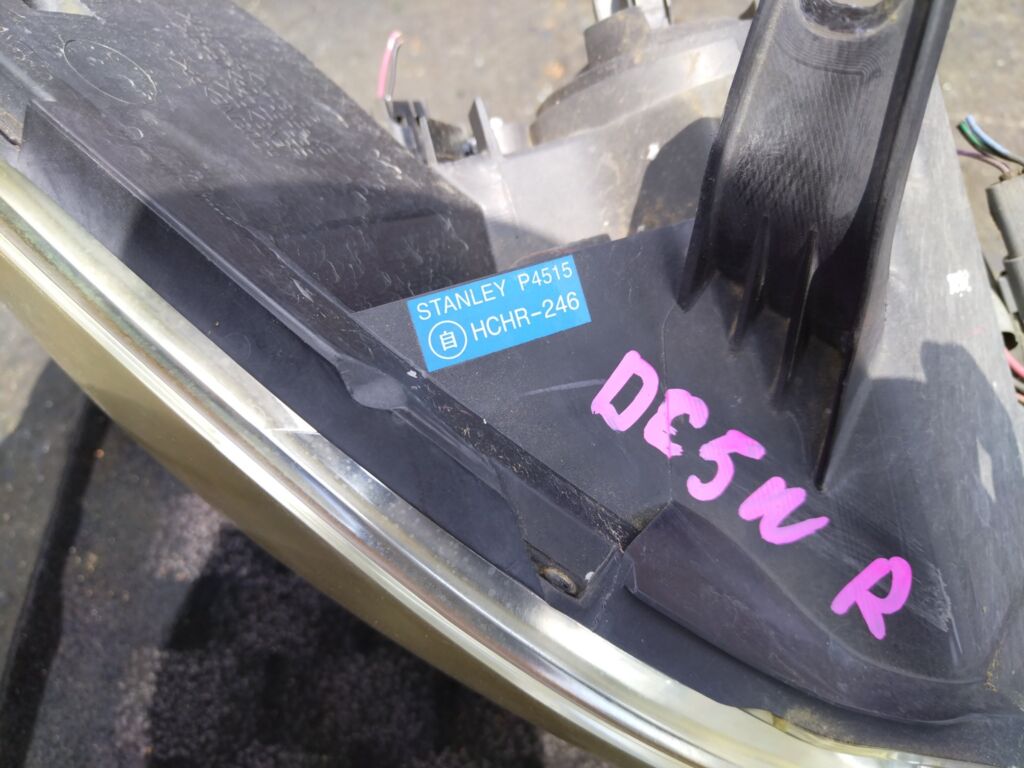 STANLEY P4515
自 HCHR-246
DE5W R